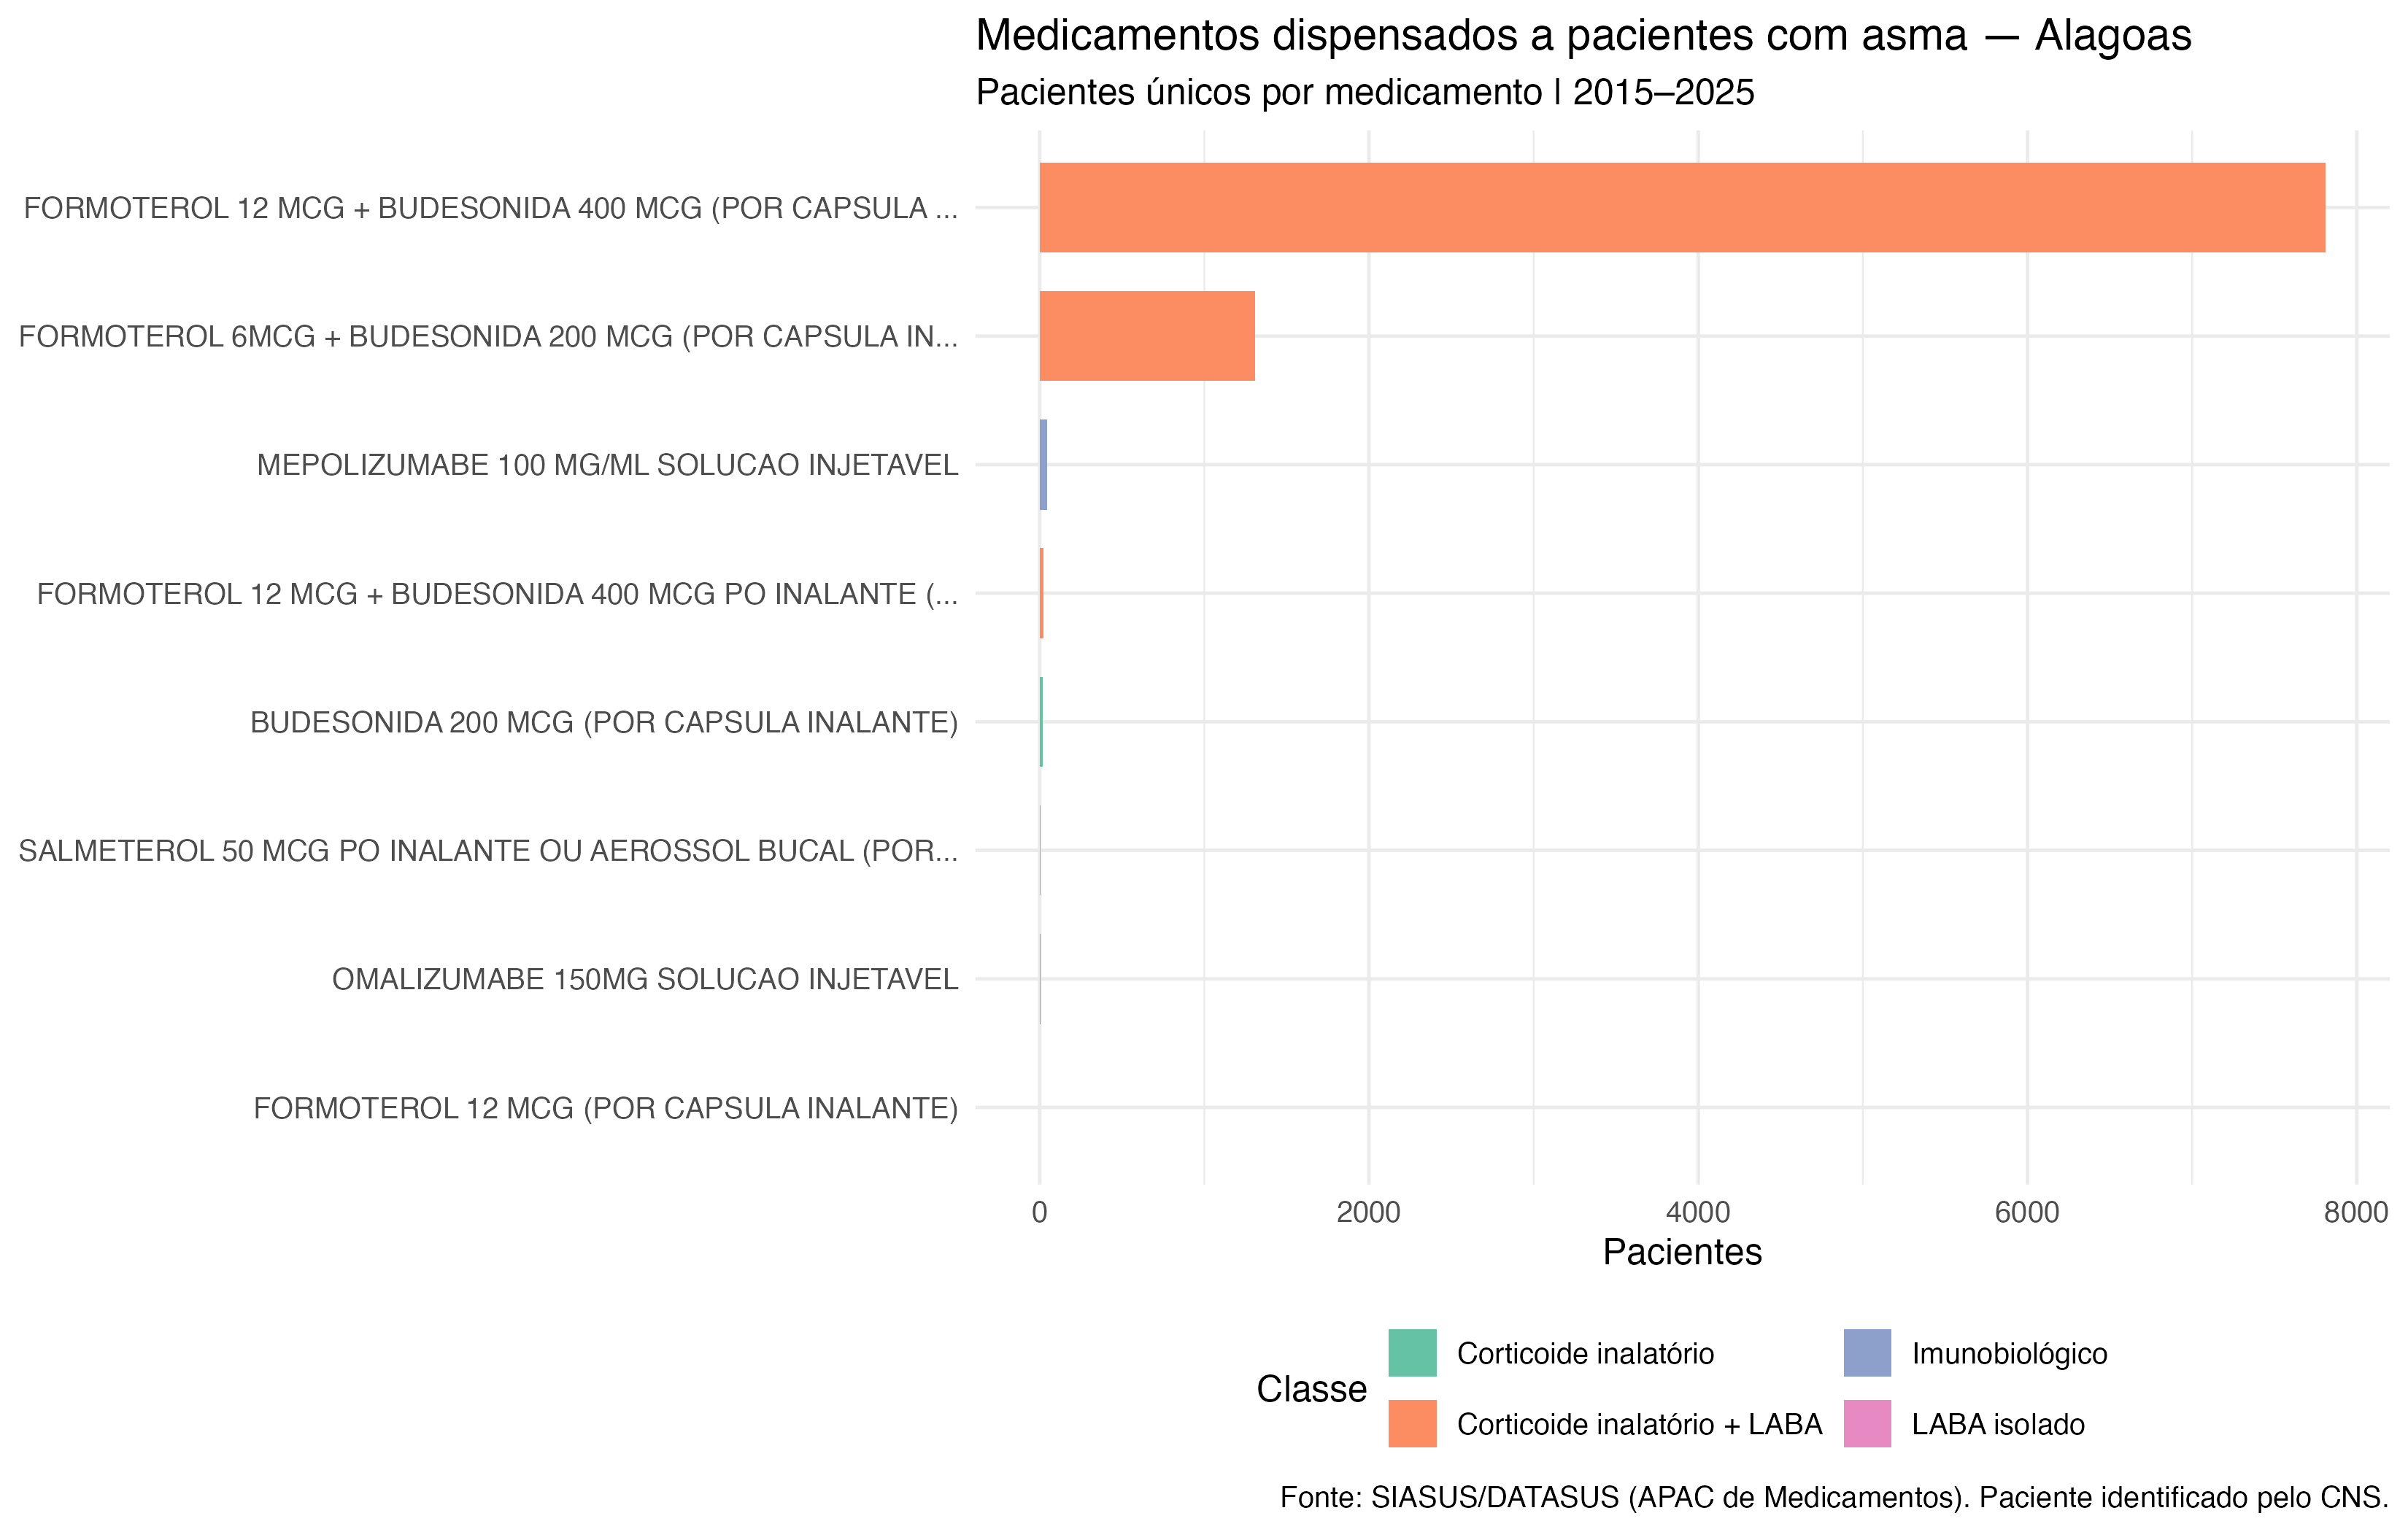 Medicamentos dispensados a pacientes com asma — Alagoas
Pacientes únicos por medicamento | 2015–2025
FORMOTEROL 12 MCG + BUDESONIDA 400 MCG (POR CAPSULA ...
FORMOTEROL 6MCG + BUDESONIDA 200 MCG (POR CAPSULA IN...
MEPOLIZUMABE 100 MG/ML SOLUCAO INJETAVEL
FORMOTEROL 12 MCG + BUDESONIDA 400 MCG PO INALANTE (...
BUDESONIDA 200 MCG (POR CAPSULA INALANTE)
SALMETEROL 50 MCG PO INALANTE OU AEROSSOL BUCAL (POR...
OMALIZUMABE 150MG SOLUCAO INJETAVEL
FORMOTEROL 12 MCG (POR CAPSULA INALANTE)
0 2000 4000 6000 8000
Pacientes
Classe
Corticoide inalatório
Corticoide inalatório + LABA
Imunobiológico
LABA isolado
Fonte: SIASUS/DATASUS (APAC de Medicamentos). Paciente identificado pelo CNS.